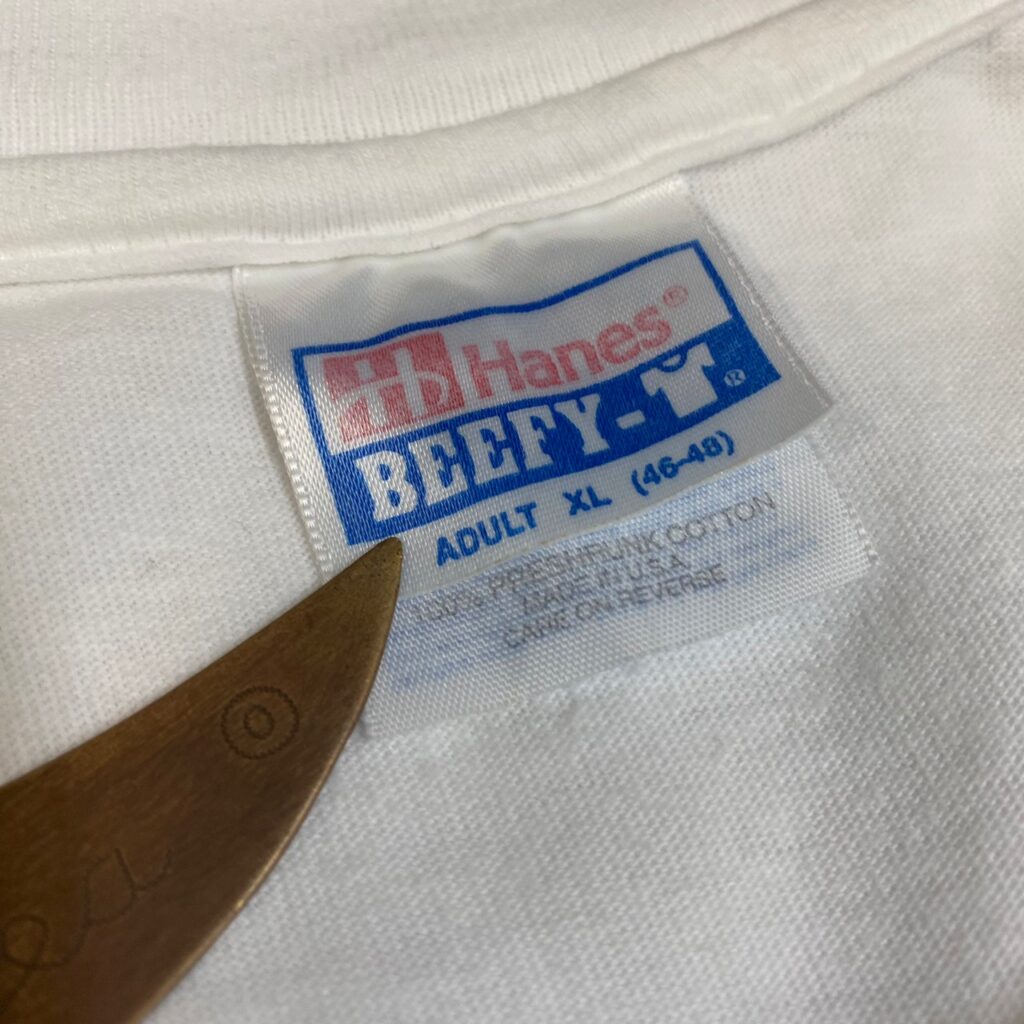 Hanes®
BEEFY-T®
ADULT XL (46-48)
100% PRESHRUNK COTTON
MADE IN U.S.A
CARE ON REVERSE